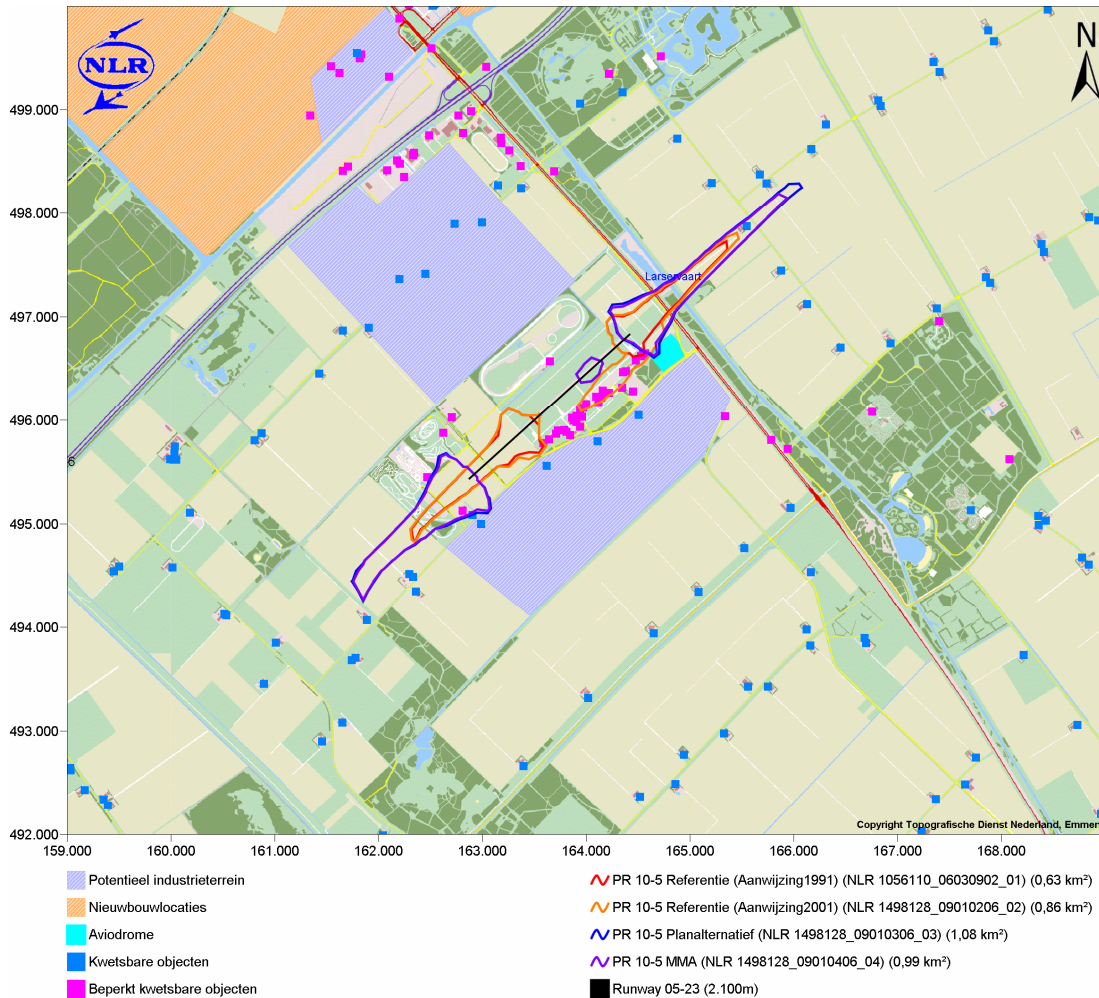 NLR
N
499.000
498.000
Larservaart
497.000
496.000
6
495.000
494.000
493.000
492.000
Copyright Topografische Dienst Nederland, Emmen
159.000 160.000 161.000 162.000 163.000 164.000 165.000 166.000 167.000 168.000
Potentieel industrieterrein
Nieuwbouwlocaties
Aviodrome
Kwetsbare objecten
Beperkt kwetsbare objecten
PR 10-5 Referentie (Aanwijzing1991) (NLR 1056110_06030902_01) (0,63 km²)
PR 10-5 Referentie (Aanwijzing2001) (NLR 1498128_09010206_02) (0,86 km²)
PR 10-5 Planalternatief (NLR 1498128_09010306_03) (1,08 km²)
PR 10-5 MMA (NLR 1498128_09010406_04) (0,99 km²)
Runway 05-23 (2.100m)